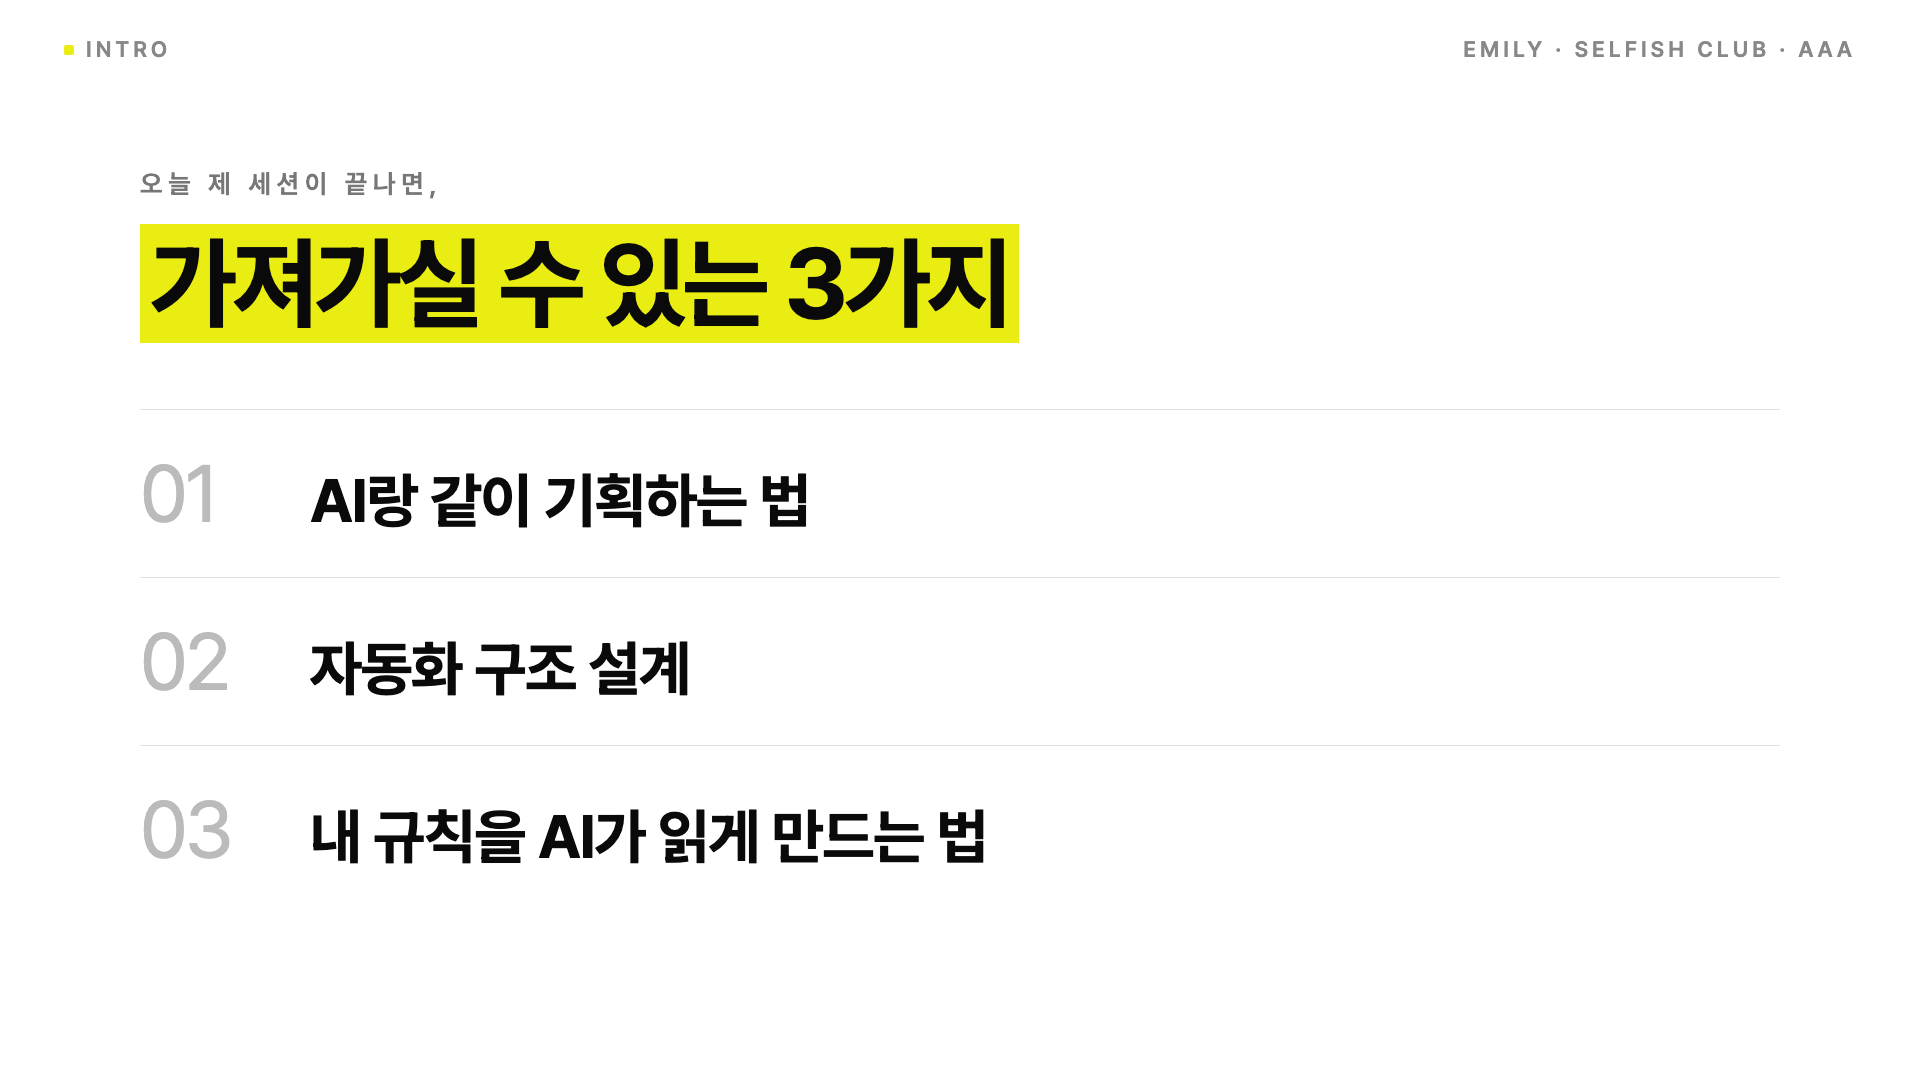 INTRO
EMILY · SELFISH CLUB · AAA
오늘 제 세션이 끝나면,
가져가실 수 있는 3가지
01 AI랑 같이 기획하는 법
02 자동화 구조 설계
03 내 규칙을 AI가 읽게 만드는 법